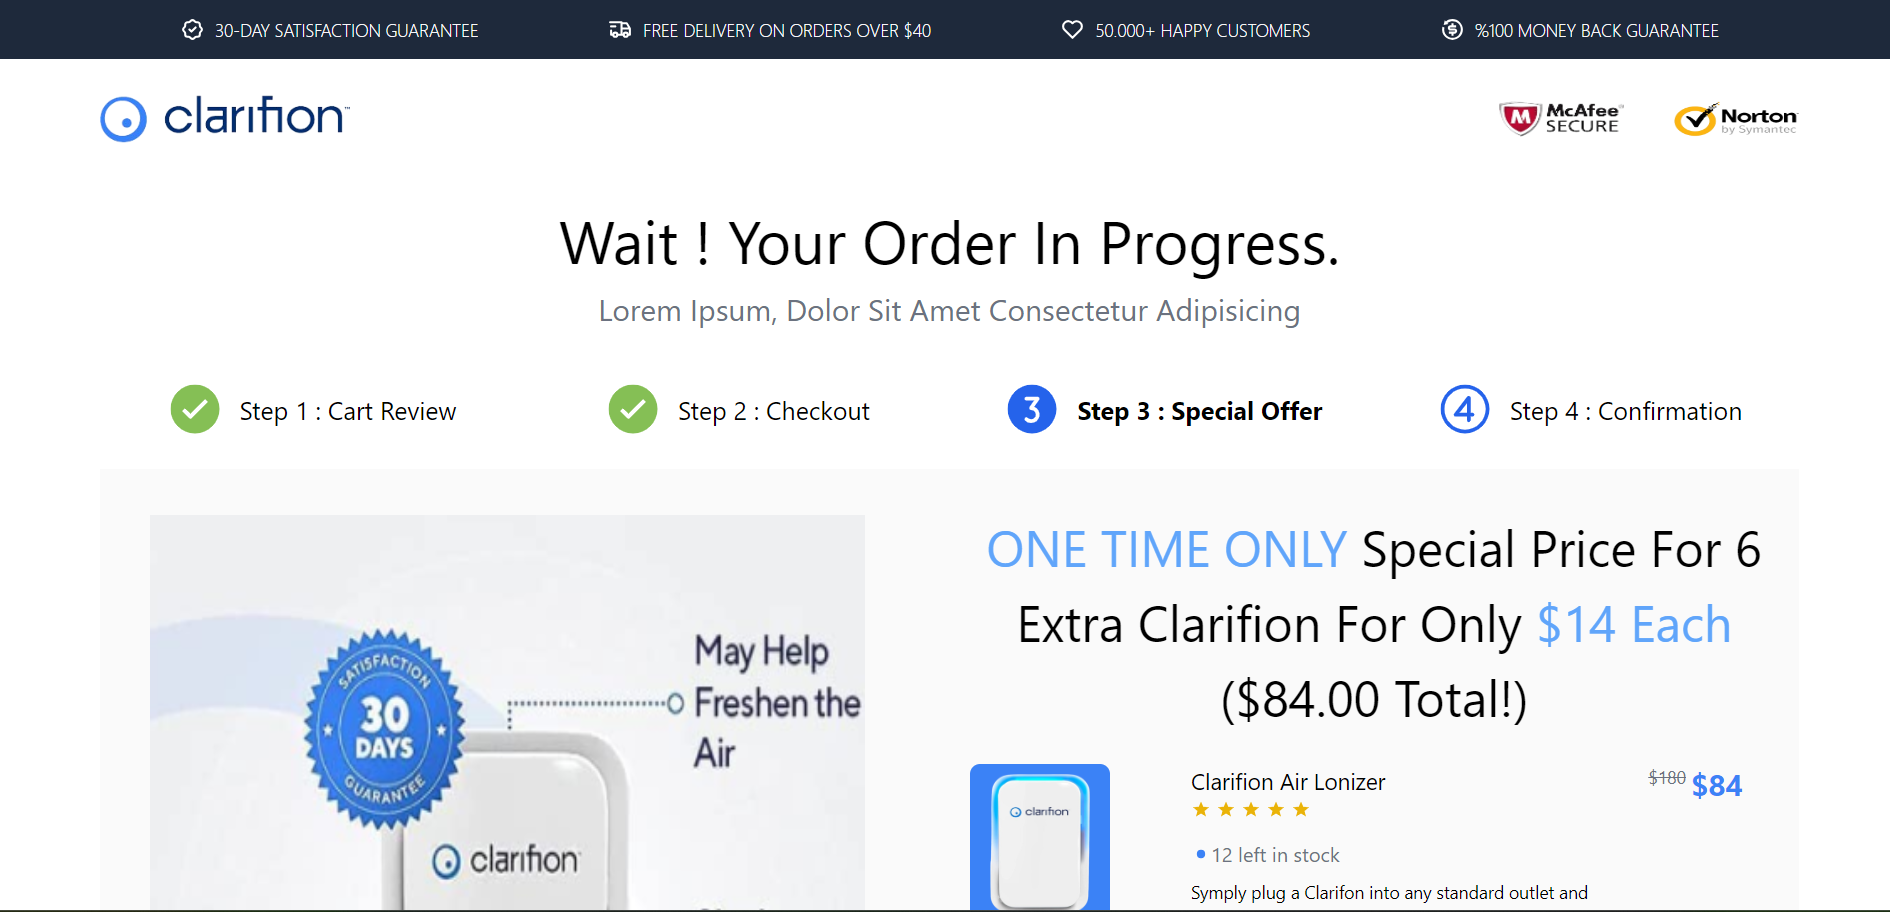 30-DAY SATISFACTION GUARANTEE
FREE DELIVERY ON ORDERS OVER $40
50.000+ HAPPY CUSTOMERS
%100 MONEY BACK GUARANTEE
clarifion™
McAfee
SECURE
Norton
by Symantec
Wait ! Your Order In Progress.
Lorem Ipsum, Dolor Sit Amet Consectetur Adipisicing
Step 1 : Cart Review
Step 2 : Checkout
3 Step 3 : Special Offer
4 Step 4 : Confirmation
SATISFACTION
30
DAYS
GUARANTEE
May Help
Freshen the
Air
clarifion
ONE TIME ONLY Special Price For 6
Extra Clarifion For Only $14 Each
($84.00 Total!)
clarifion
Clarifion Air Lonizer
$180 $84
12 left in stock
Symply plug a Clarifon into any standard outlet and